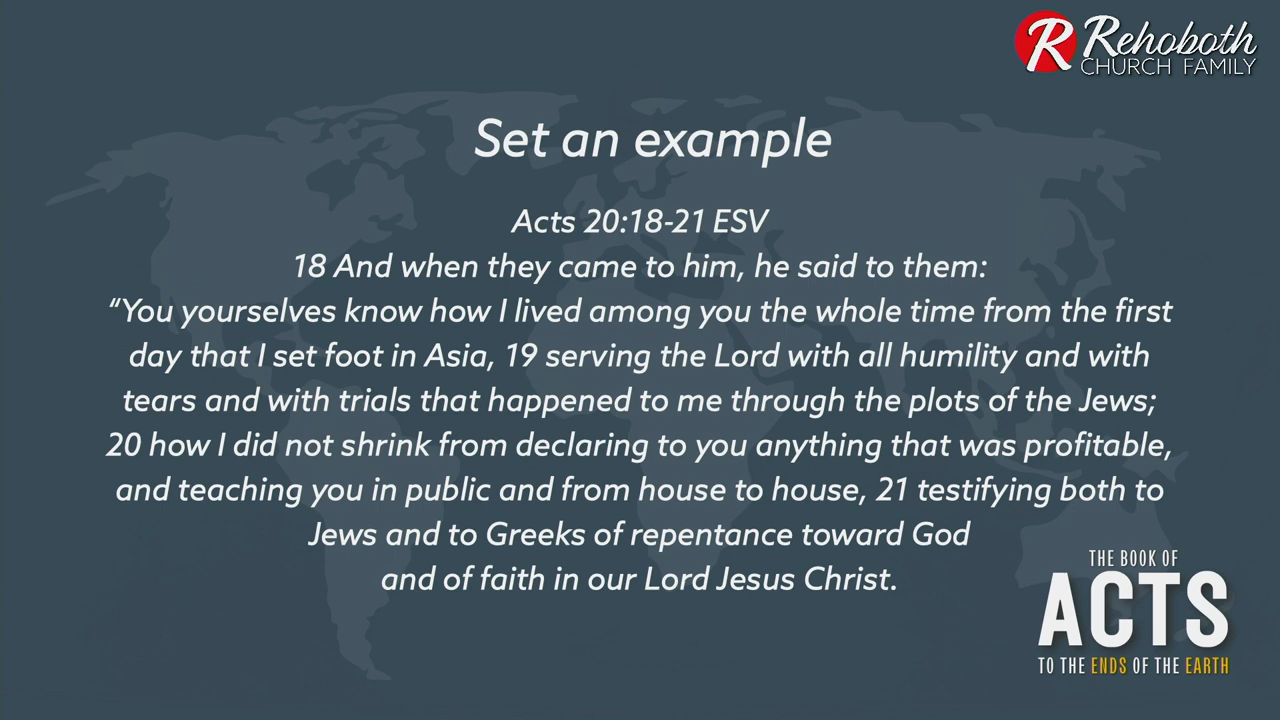 Rehoboth
CHURCH FAMILY
Set an example
Acts 20:18-21 ESV
18 And when they came to him, he said to them:
“You yourselves know how I lived among you the whole time from the first
day that I set foot in Asia, 19 serving the Lord with all humility and with
tears and with trials that happened to me through the plots of the Jews;
20 how I did not shrink from declaring to you anything that was profitable,
and teaching you in public and from house to house, 21 testifying both to
Jews and to Greeks of repentance toward God
and of faith in our Lord Jesus Christ.
THE BOOK OF
ACTS
TO THE ENDS OF THE EARTH